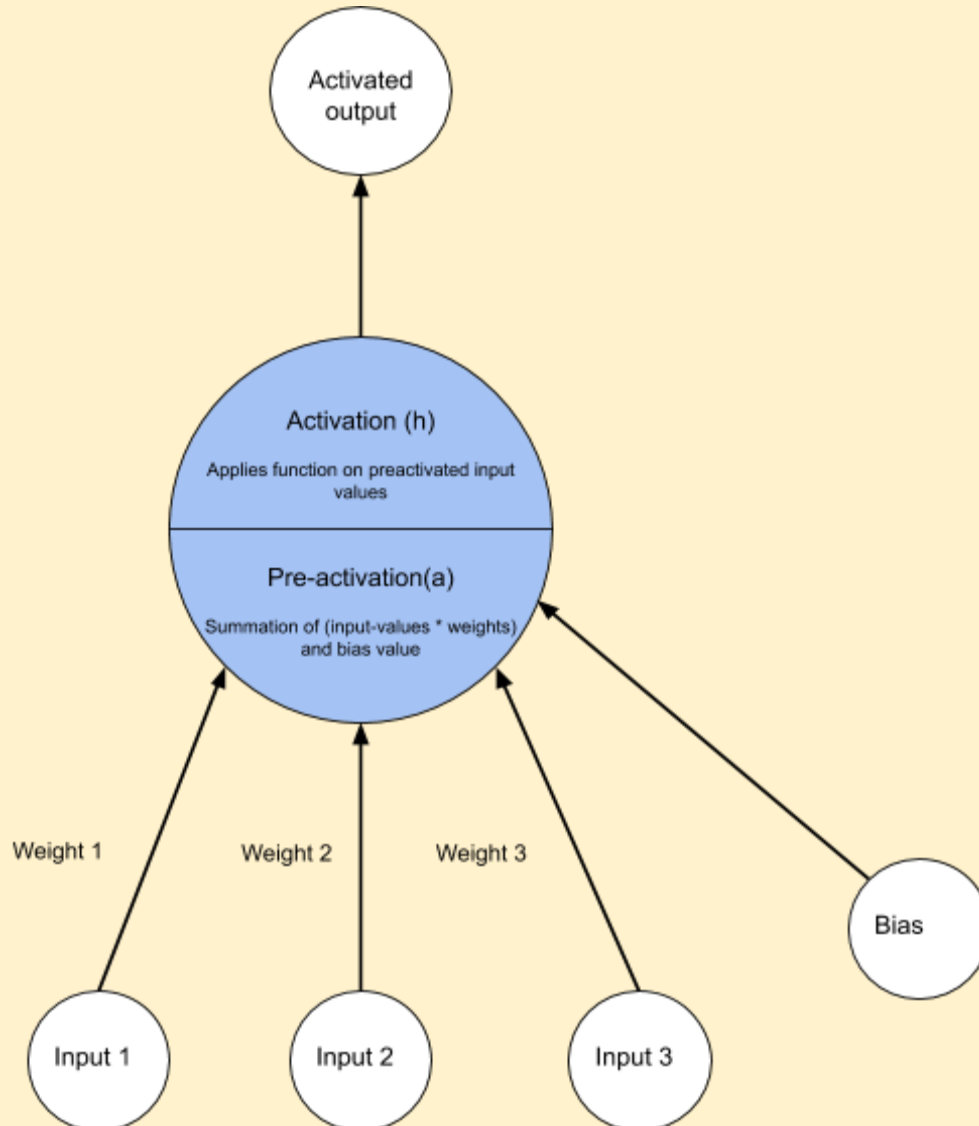 Activated
output
Activation (h)
Applies function on preactivated input
values
Pre-activation(a)
Summation of (input-values * weights)
and bias value
Weight 1
Weight 2
Weight 3
Bias
Input 1
Input 2
Input 3